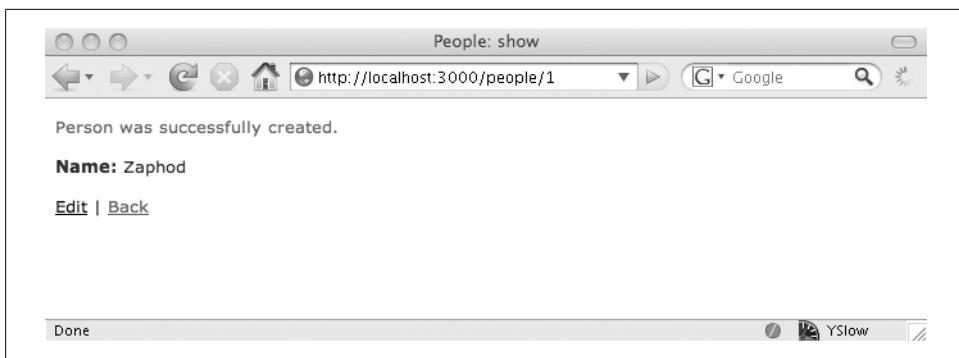 People: show
http://localhost:3000/people/1
G Google
Person was successfully created.
Name: Zaphod
Edit | Back
Done
YSlow